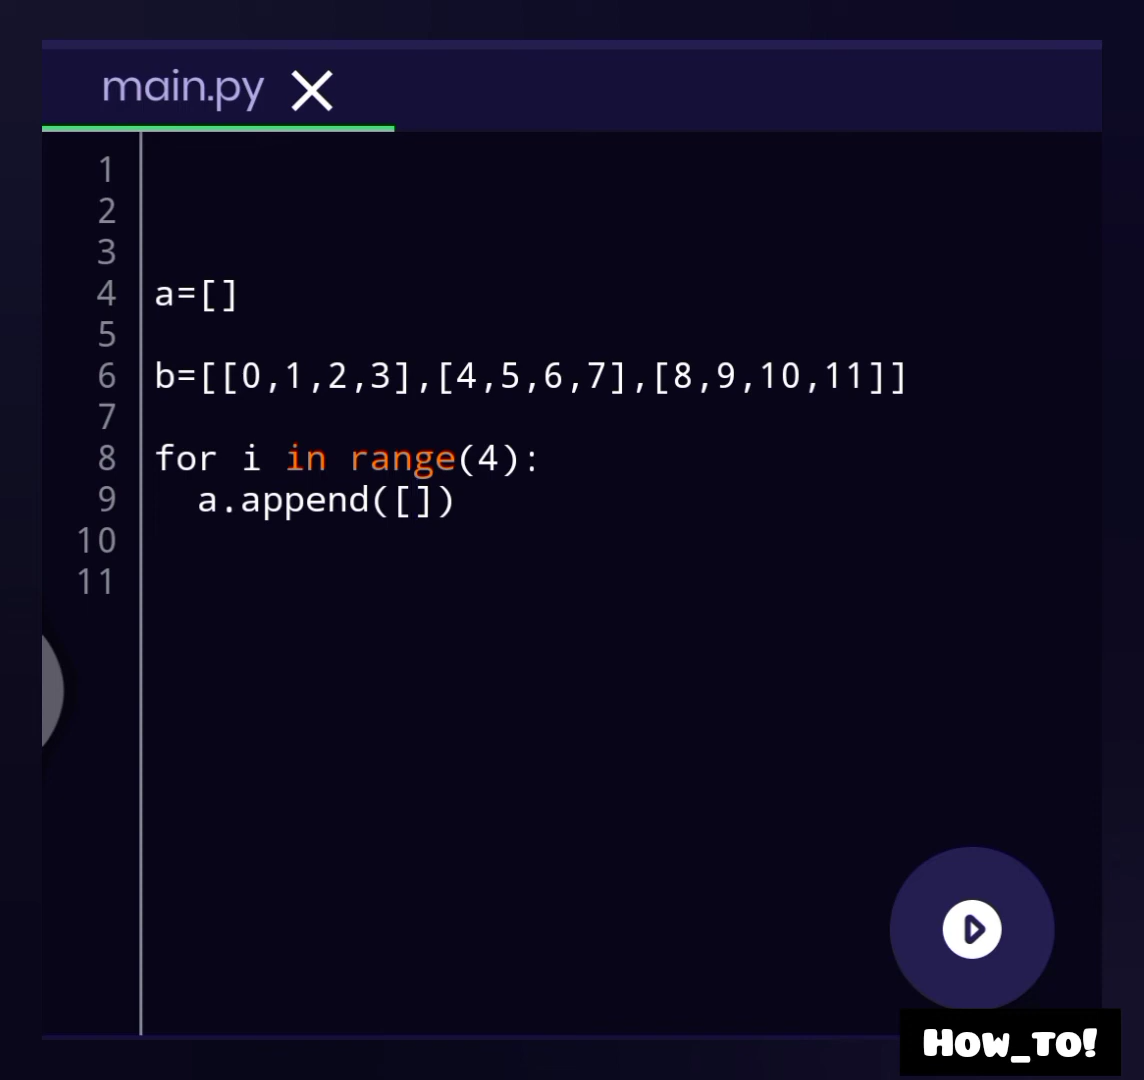 main.py
1
2
3
4 a=[]
5
6 b=[[0,1,2,3],[4,5,6,7],[8,9,10,11]]
7
8 for i in range(4):
9   a.append([])
10
11
How_to!